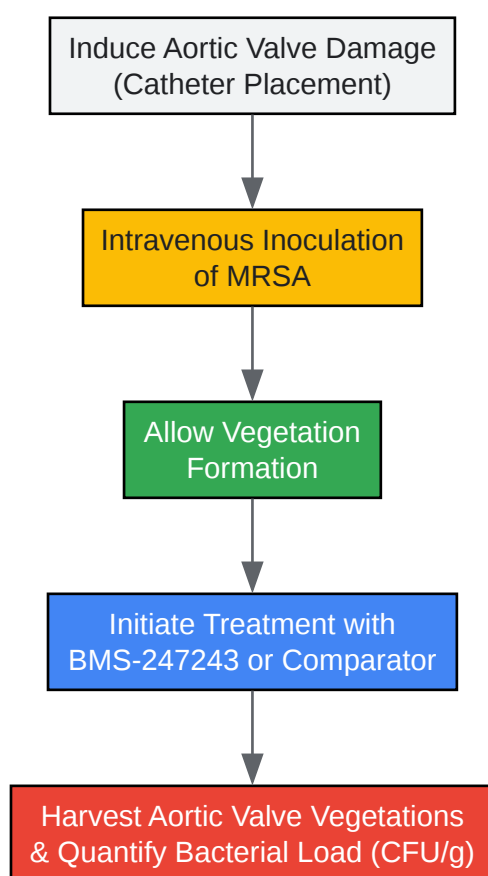 Induce Aortic Valve Damage
(Catheter Placement)
Intravenous Inoculation
of MRSA
Allow Vegetation
Formation
Initiate Treatment with
BMS-247243 or Comparator
Harvest Aortic Valve Vegetations
& Quantify Bacterial Load (CFU/g)